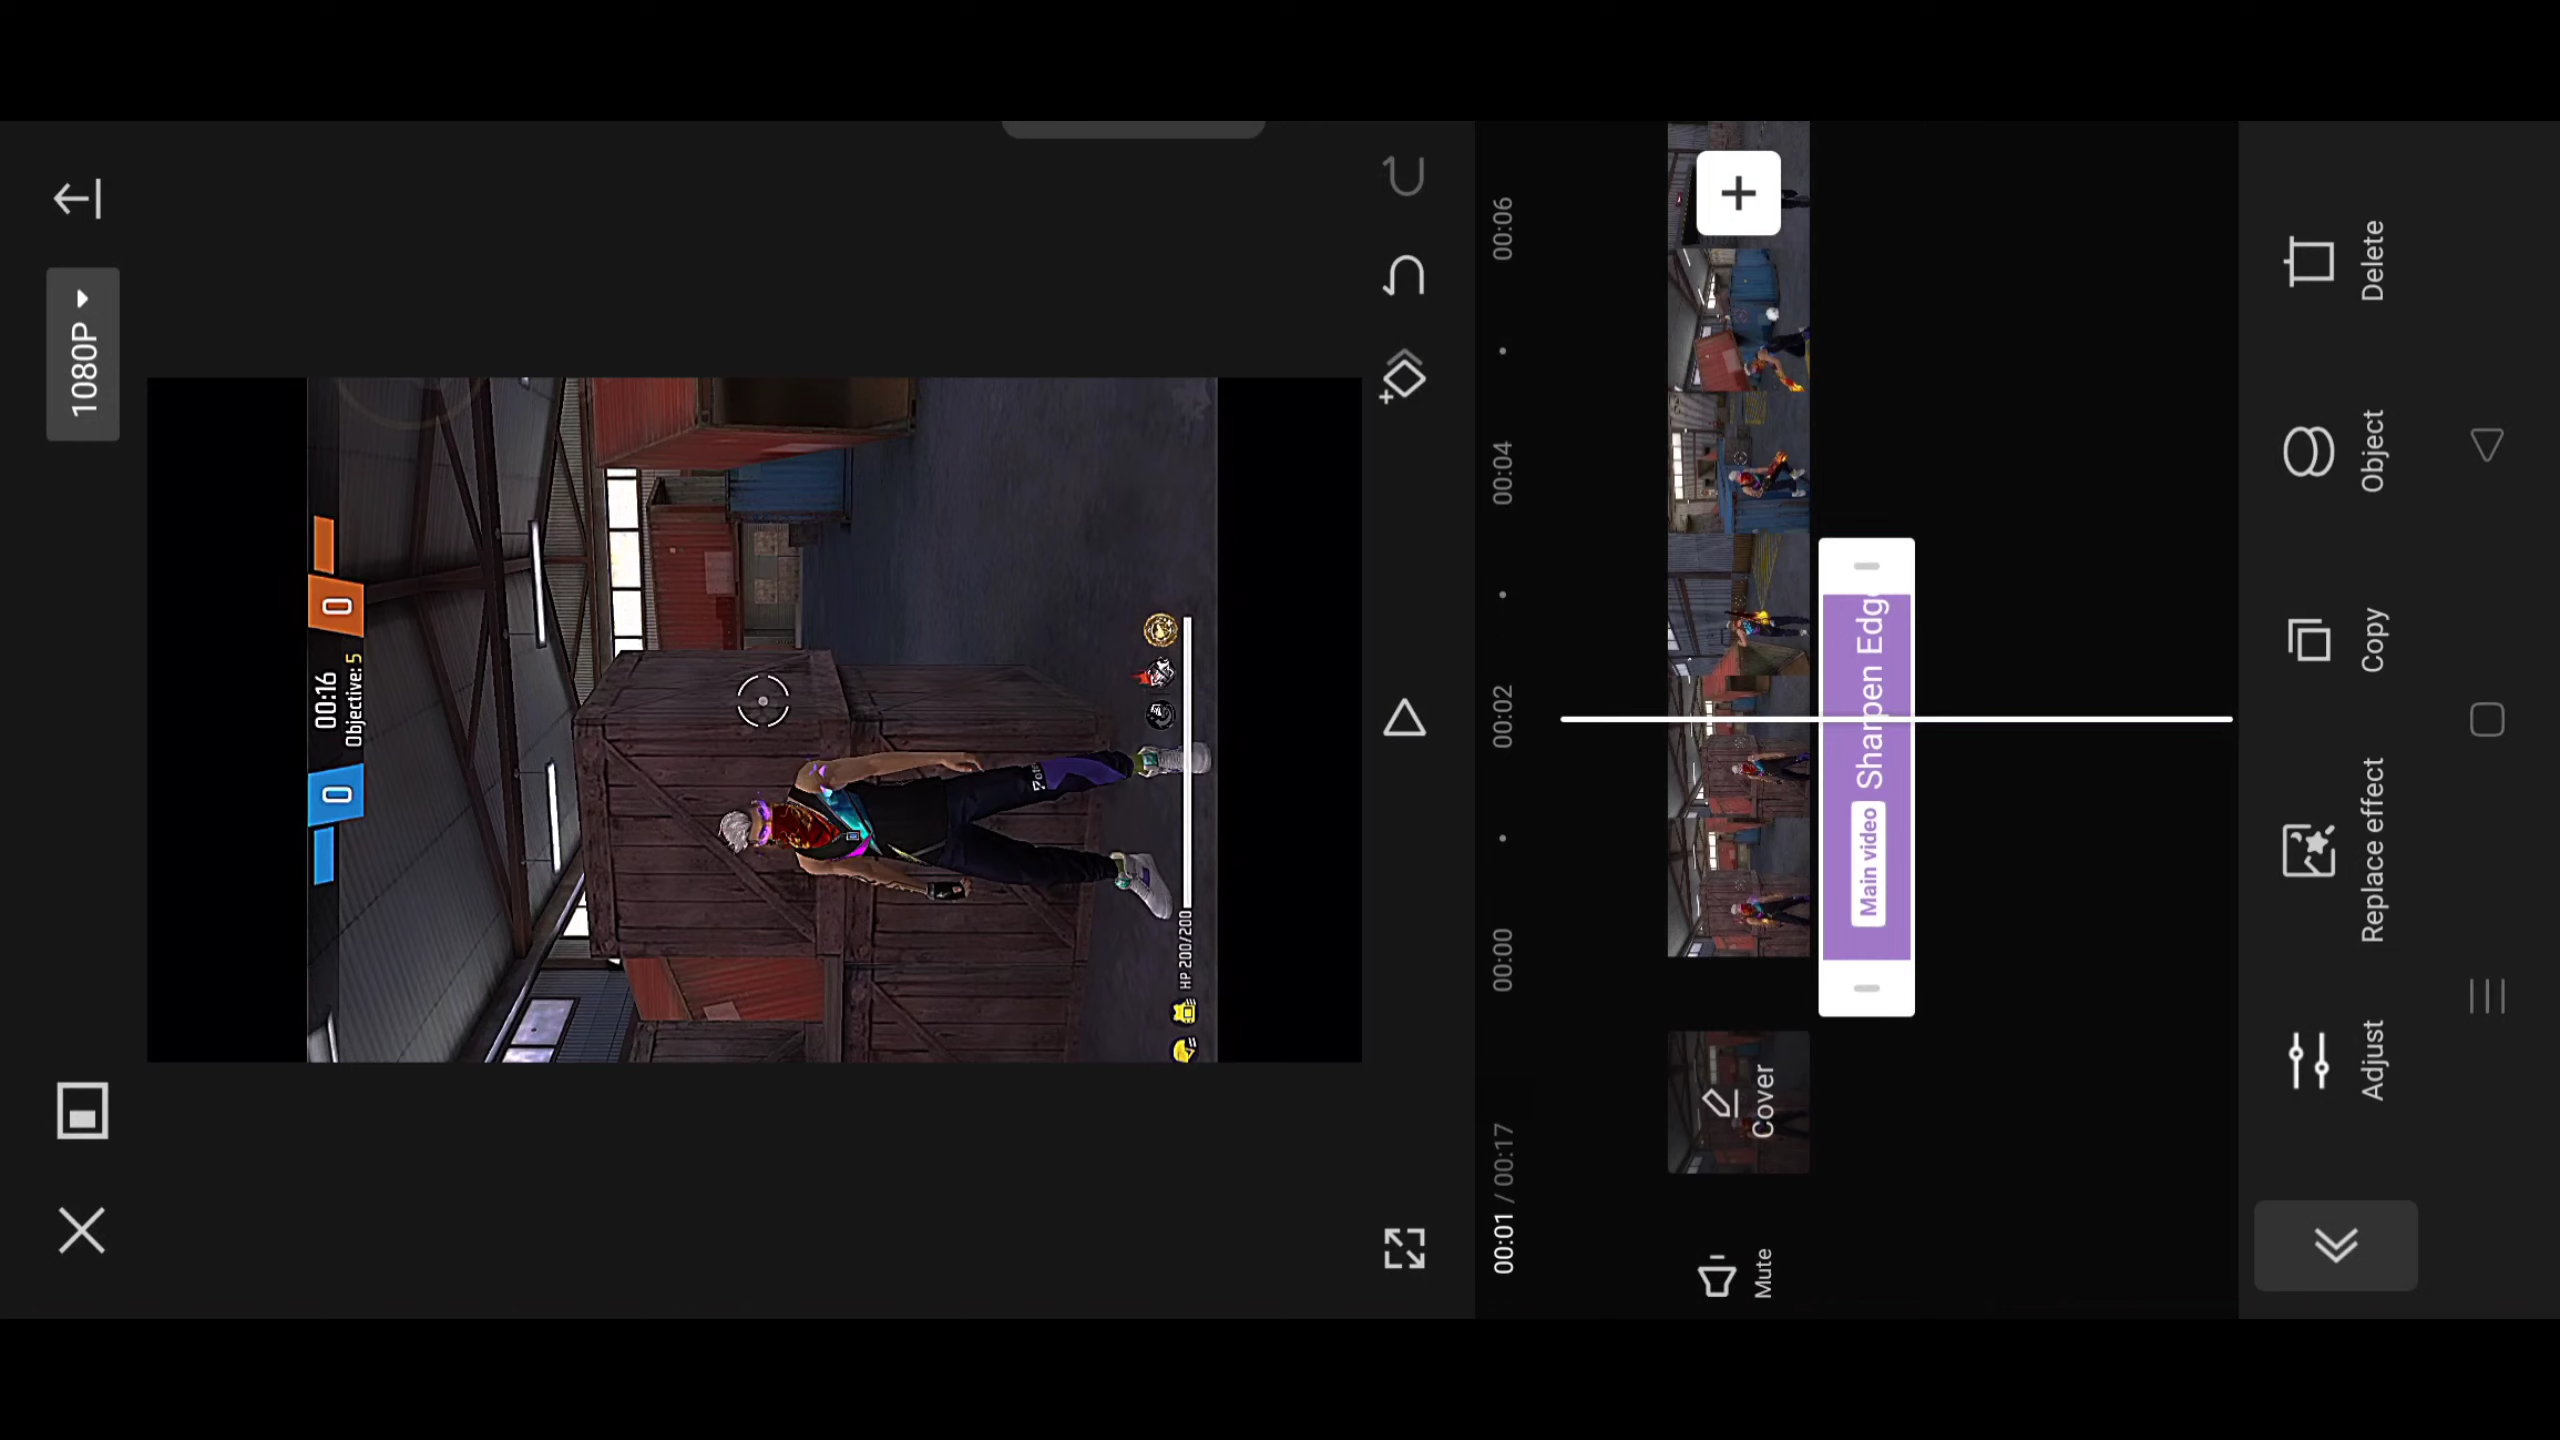 1080P
0
00:16
Objective: 5
0
HP 200/200
00:01 / 00:17
00:00
00:02
00:04
00:06
Mute
Cover
Main video
Sharpen Edg
Adjust
Replace effect
Copy
Object
Delete